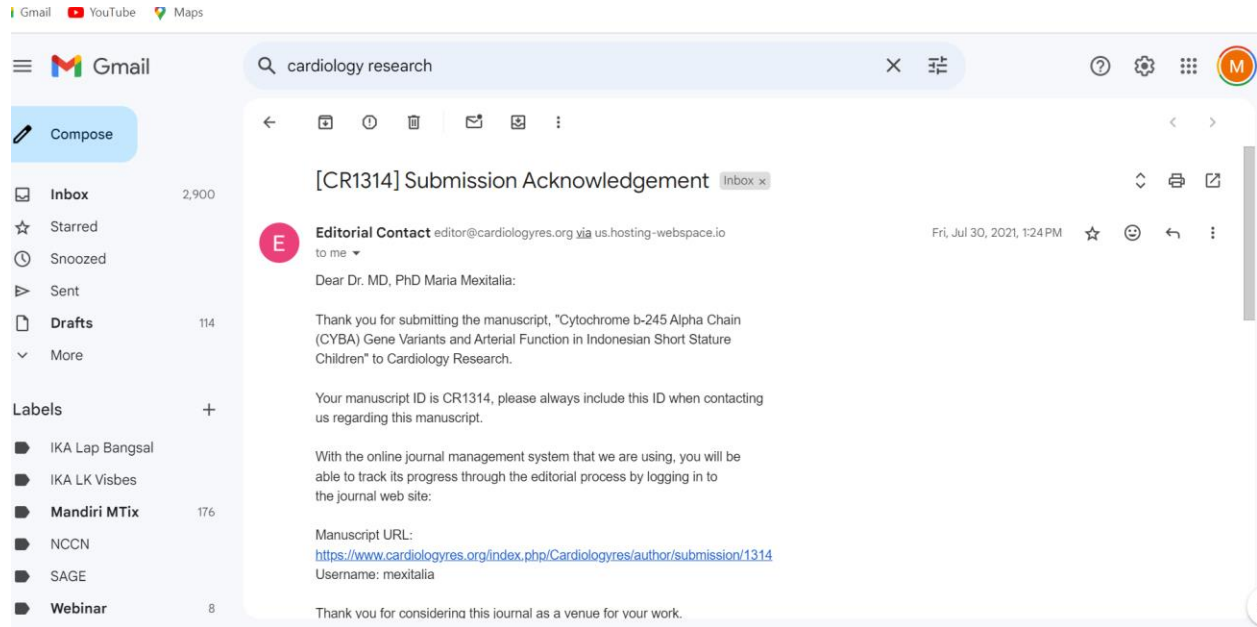 Gmail YouTube Maps
Gmail
cardiology research
M
Compose
Inbox 2,900
Starred
Snoozed
Sent
Drafts 114
More
Labels +
IKA Lap Bangsal
IKA LK Visbes
Mandiri MTix 176
NCCN
SAGE
Webinar 8
[CR1314] Submission Acknowledgement Inbox x
E
Editorial Contact editor@cardiologyres.org via us.hosting-webspace.io Fri, Jul 30, 2021, 1:24 PM
to me
Dear Dr. MD, PhD Maria Mexitalia:
Thank you for submitting the manuscript, "Cytochrome b-245 Alpha Chain
(CYBA) Gene Variants and Arterial Function in Indonesian Short Stature
Children" to Cardiology Research.
Your manuscript ID is CR1314, please always include this ID when contacting
us regarding this manuscript.
With the online journal management system that we are using, you will be
able to track its progress through the editorial process by logging in to
the journal web site:
Manuscript URL:
https://www.cardiologyres.org/index.php/Cardiologyres/author/submission/1314
Username: mexitalia
Thank you for considering this journal as a venue for your work.